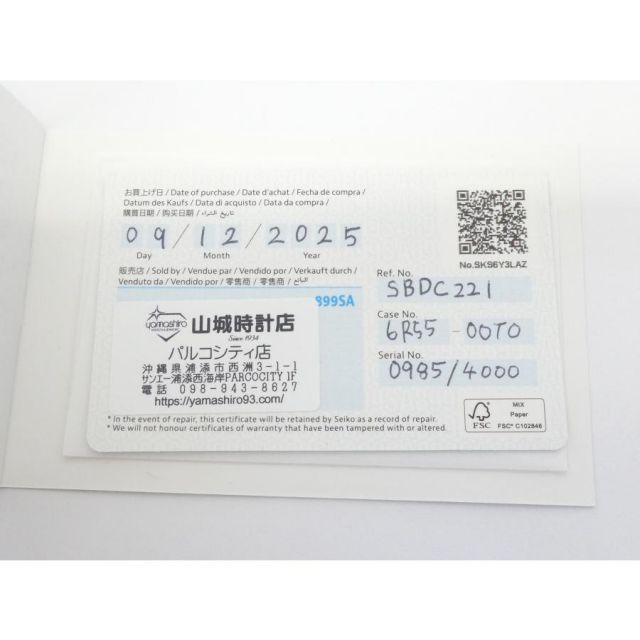 お買上げ日 / Date of purchase / Date d'achat / Fecha de compra /
Datum des Kaufs / Data di acquisto / Data da compra /
購買日期 / 购买日期 / تاريخ الشراء
09 / 12 / 2025
Day Month Year
販売店 / Sold by / Vendue par / Vendido por / Verkauft durch /
Venduto da / Vendido por / 零售商 / 零售商 / البائع
899SA
yamashiro
山城時計店
Since 1934
パルコシティ店
沖縄県浦添市西洲3-1-1
サンエー浦添西海岸PARCOCITY 1F
電話 098-943-8627
https://yamashiro93.com/
* In the event of repair, this certificate will be retained by Seiko as a record of repair.
* We will not honour certificates of warranty that have been tampered with or altered.
No.SKS6Y3LAZ
Ref. No.
SBDC221
Case No.
6R55-00T0
Serial No.
0985/4000
FSC
MIX
Paper
FSC® C102846